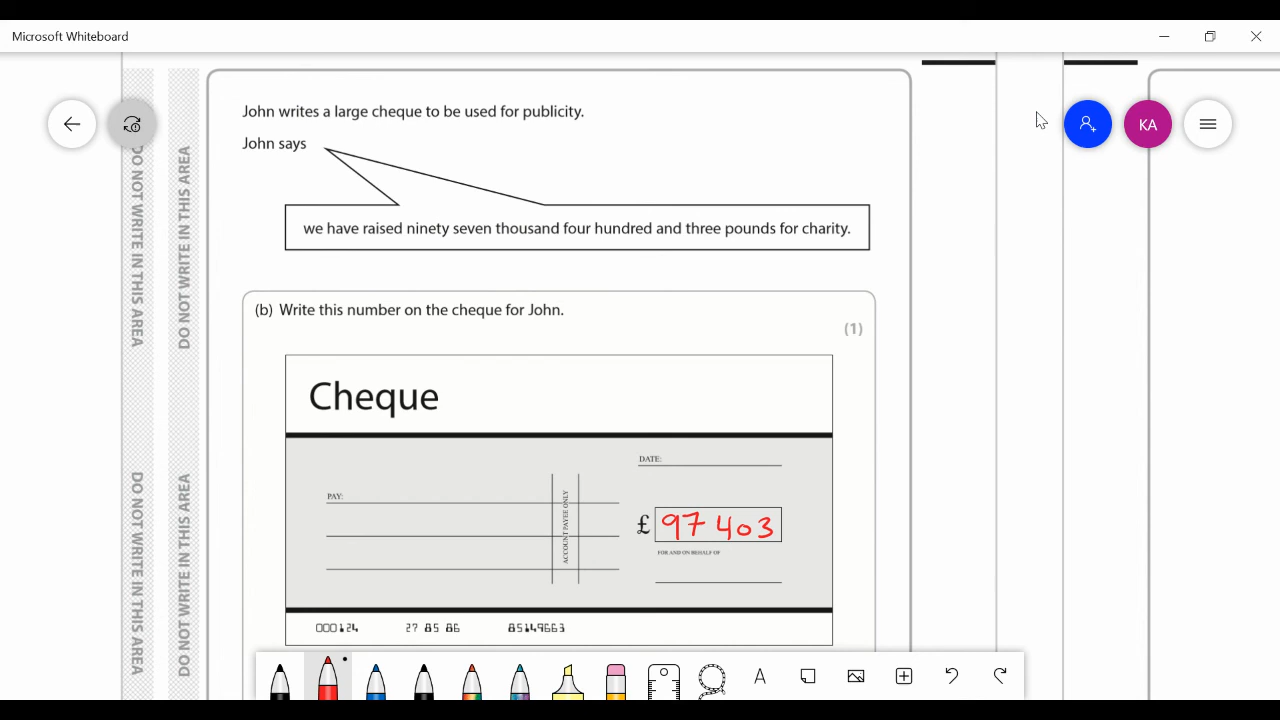 Microsoft Whiteboard
John writes a large cheque to be used for publicity.
KA
John says
DO NOT WRITE IN THIS AREA
DO NOT WRITE IN THIS AREA
we have raised ninety seven thousand four hundred and three pounds for charity.
(b) Write this number on the cheque for John.
(1)
Cheque
DATE:
PAY:
ACCOUNT PAYEE ONLY
£ 97 403
FOR AND ON BEHALF OF
DO NOT WRITE IN THIS AREA
DO NOT WRITE IN THIS AREA
000124 27 85 86 85149663
A